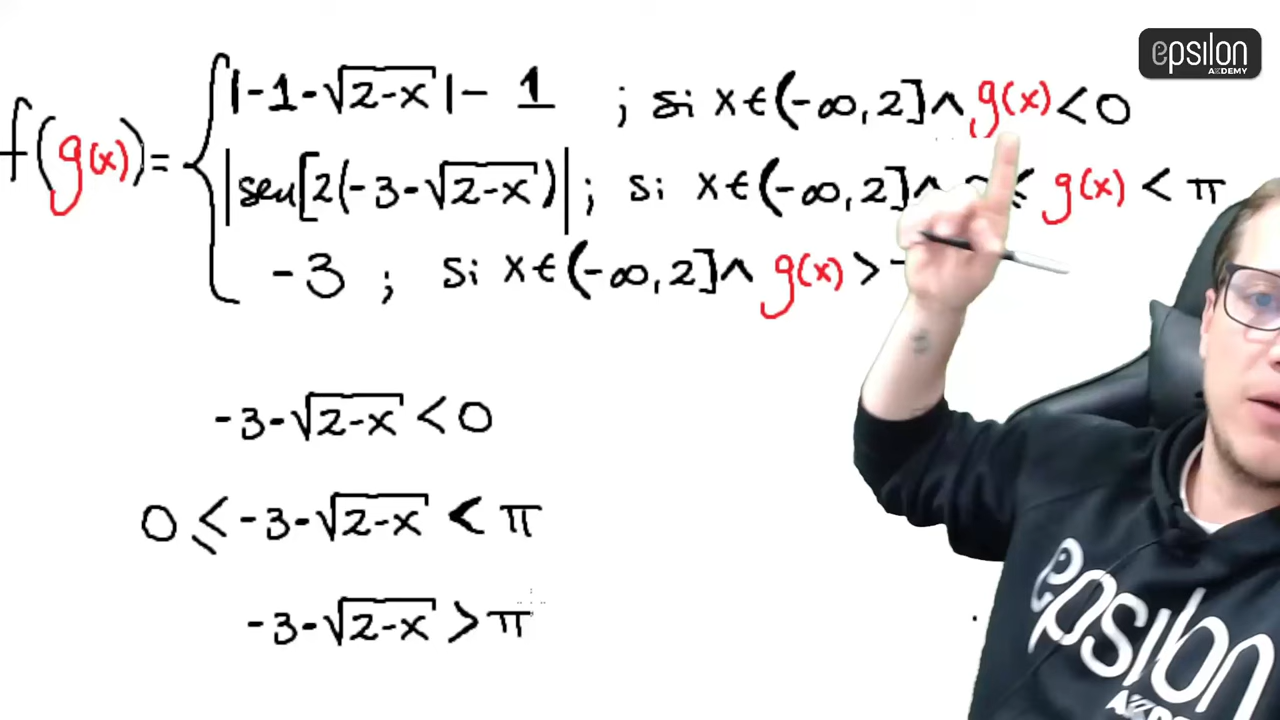 epsilon
AKDEMY
f(g(x)) = { |-1-√(2-x)| - 1 ; si x∈(-∞,2] ∧ g(x) < 0
|sen[2(-3-√(2-x))| ; si x∈(-∞,2] ∧ ≤ g(x) < π
-3 ; si x∈(-∞,2] ∧ g(x) >
-3-√(2-x) < 0
0 ≤ -3-√(2-x) < π
-3-√(2-x) > π
epsilon